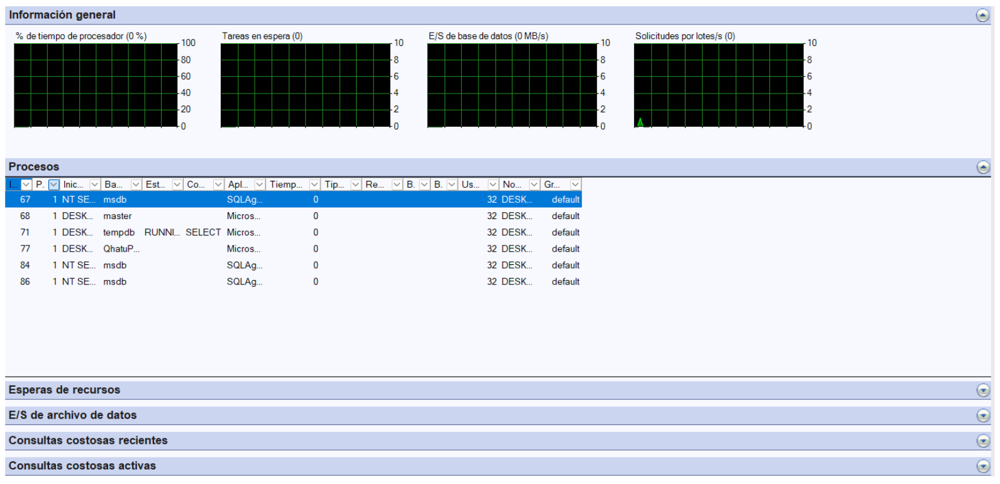 Información general
% de tiempo de procesador (0 %)
100
80
60
40
20
0
Tareas en espera (0)
10
8
6
4
2
0
E/S de base de datos (0 MB/s)
10
8
6
4
2
0
Solicitudes por lotes/s (0)
10
8
6
4
2
0
Procesos
I... P. Inic... Ba... Est... Co... Apl... Tiemp... Tip... Re... B. B. Us... No... Gr...
67 1 NT SE... msdb SQLAg... 0 32 DESK... default
68 1 DESK... master Micros... 0 32 DESK... default
71 1 DESK... tempdb RUNNI... SELECT Micros... 0 32 DESK... default
77 1 DESK... QhatuP... Micros... 0 32 DESK... default
84 1 NT SE... msdb SQLAg... 0 32 DESK... default
86 1 NT SE... msdb SQLAg... 0 32 DESK... default
Esperas de recursos
E/S de archivo de datos
Consultas costosas recientes
Consultas costosas activas